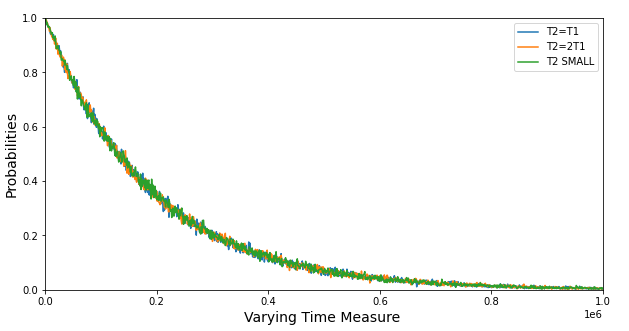 1.0
0.8
0.6
0.4
0.2
0.0
Probabilities
T2=T1
T2=2T1
T2 SMALL
0.0 0.2 0.4 0.6 0.8 1.0
1e6
Varying Time Measure